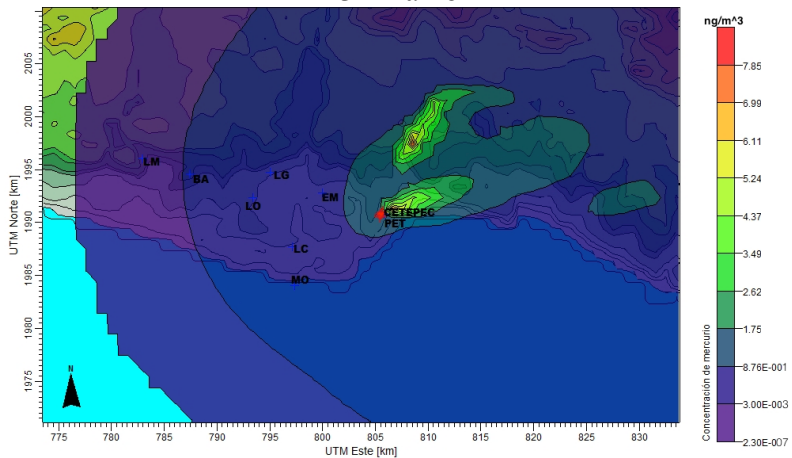 ng/m^3
7.85
6.99
6.11
5.24
4.37
3.49
2.62
1.75
8.76E-001
3.00E-003
2.30E-007
Concentración de mercurio
UTM Norte [km]
2005
2000
1995
1990
1985
1980
1975
LM
BA
LG
LO
EM
PET
LC
MO
N
775 780 785 790 795 800 805 810 815 820 825 830
UTM Este [km]